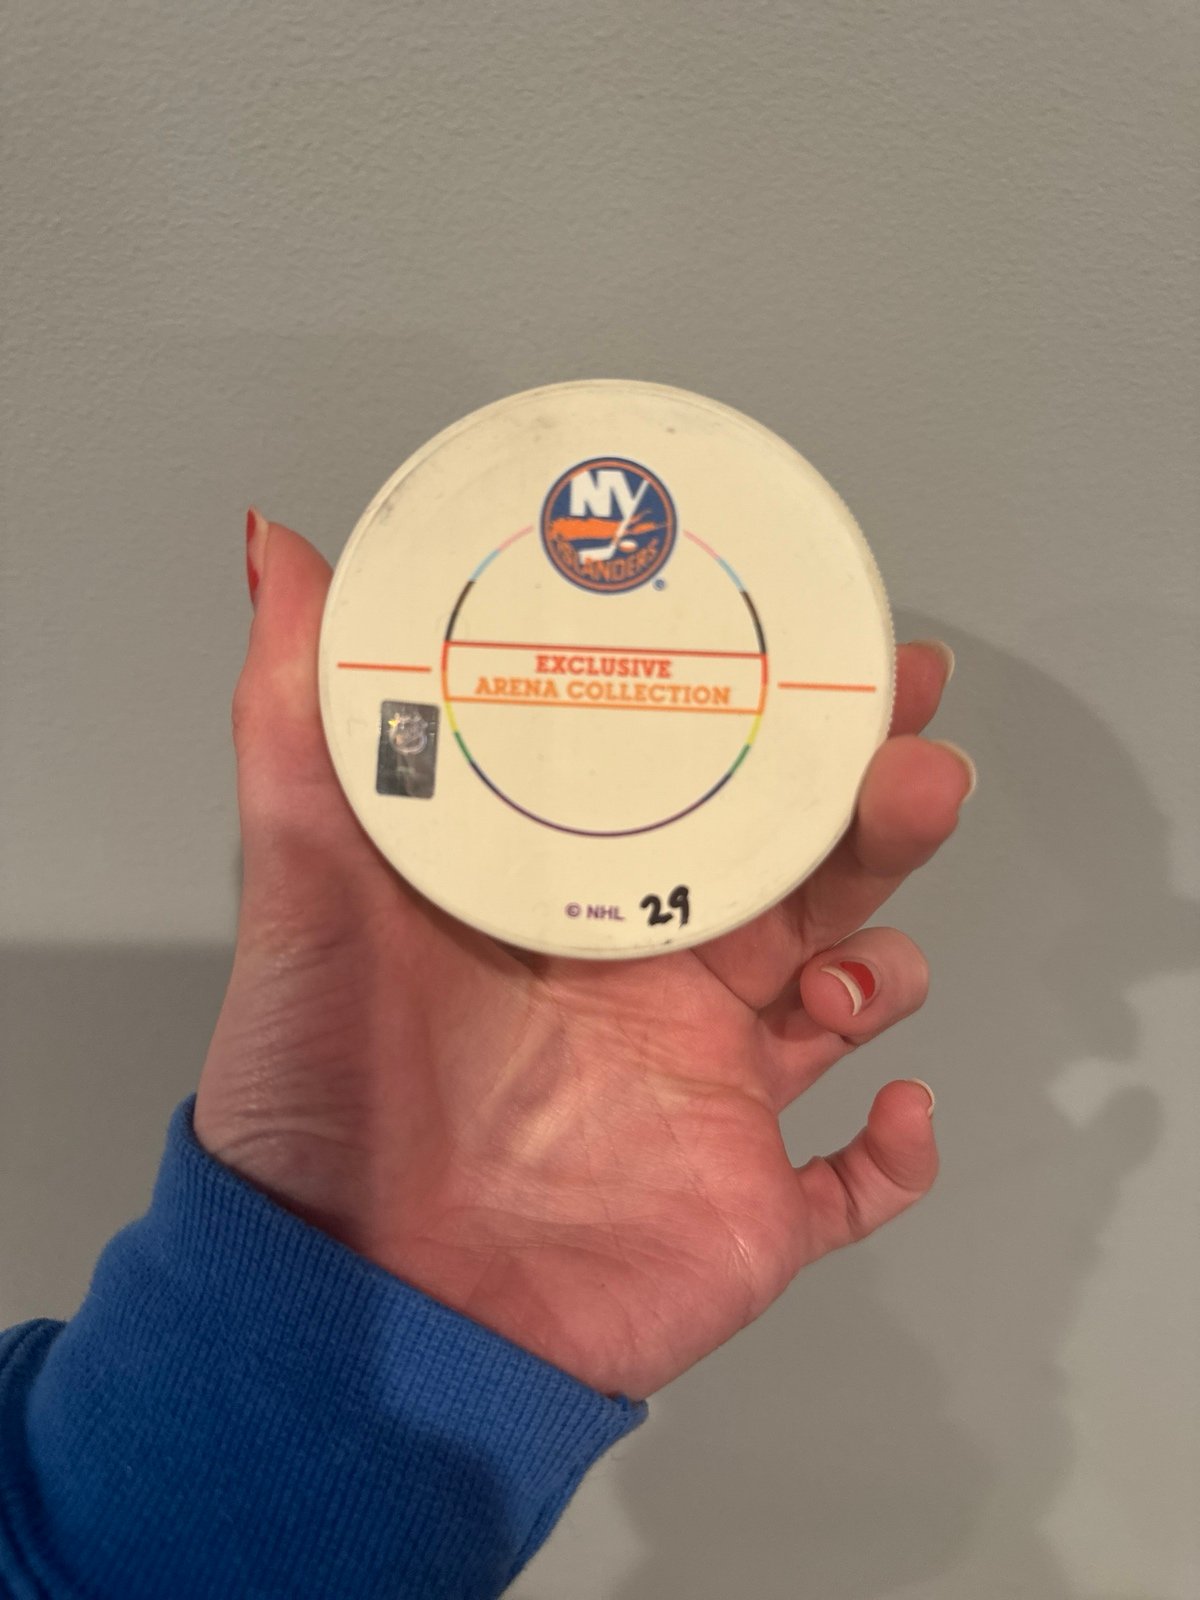 NY
ISLANDERS
®
EXCLUSIVE
ARENA COLLECTION
© NHL 29